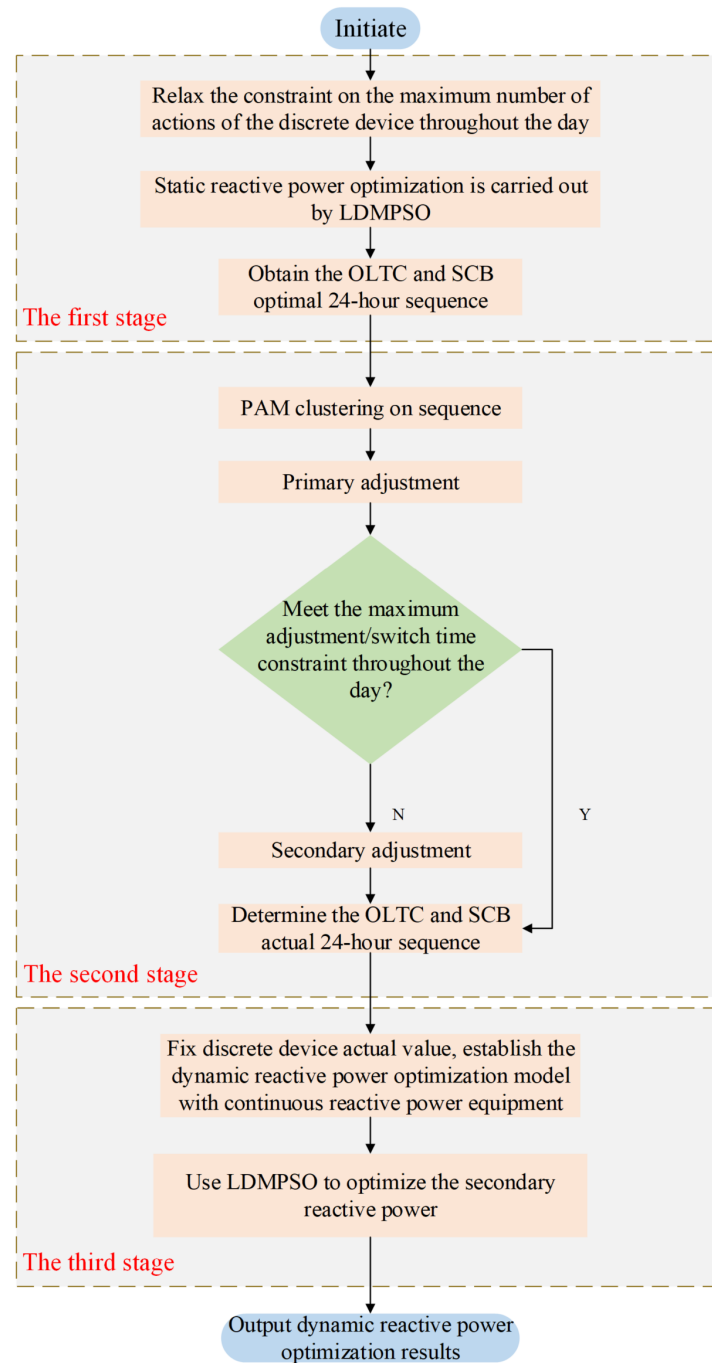 Initiate
Relax the constraint on the maximum number of
actions of the discrete device throughout the day
Static reactive power optimization is carried out
by LDMPSO
Obtain the OLTC and SCB
optimal 24-hour sequence
The first stage
PAM clustering on sequence
Primary adjustment
Meet the maximum
adjustment/switch time
constraint throughout the
day?
N
Y
Secondary adjustment
Determine the OLTC and SCB
actual 24-hour sequence
The second stage
Fix discrete device actual value, establish the
dynamic reactive power optimization model
with continuous reactive power equipment
Use LDMPSO to optimize the secondary
reactive power
The third stage
Output dynamic reactive power
optimization results